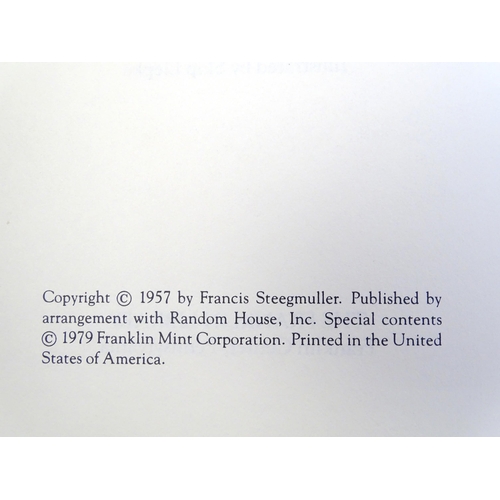 Copyright © 1957 by Francis Steegmuller. Published by
arrangement with Random House, Inc. Special contents
© 1979 Franklin Mint Corporation. Printed in the United
States of America.